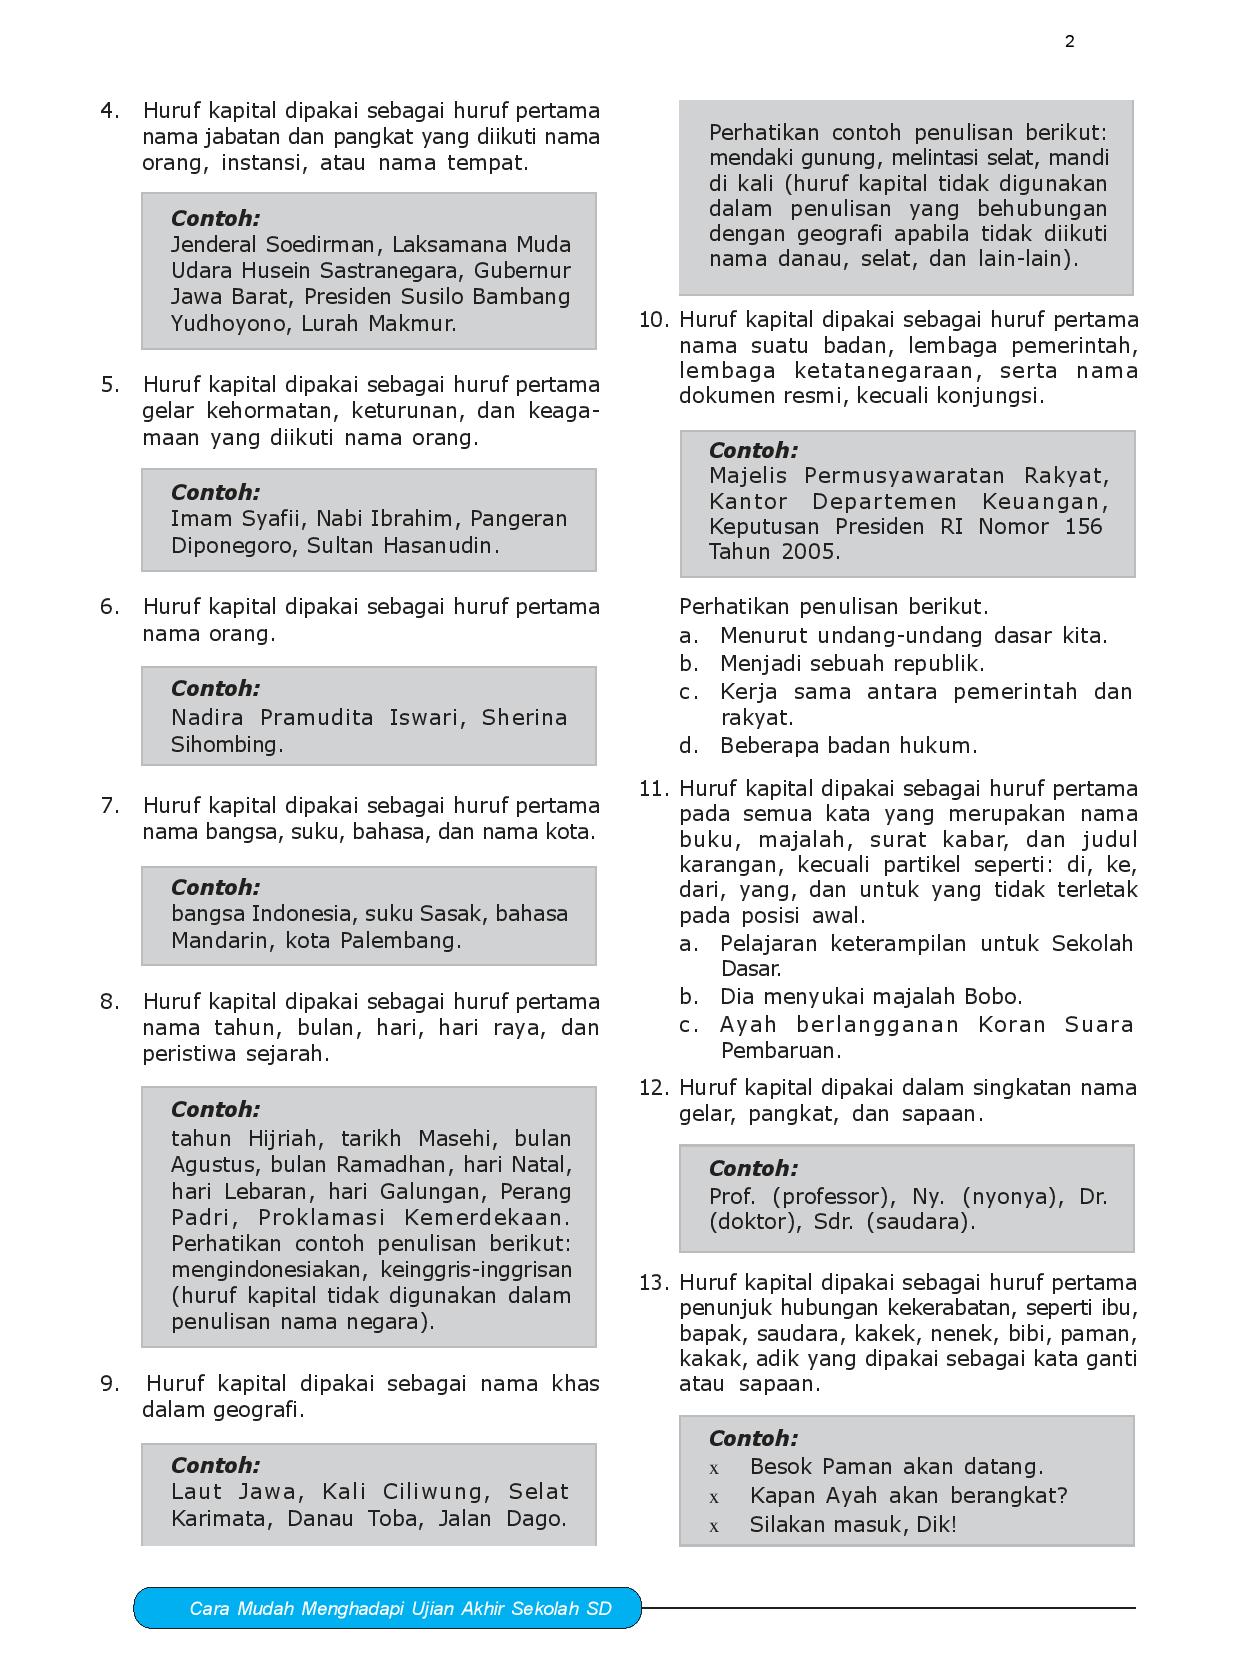 2
4. Huruf kapital dipakai sebagai huruf pertama
nama jabatan dan pangkat yang diikuti nama
orang, instansi, atau nama tempat.
Contoh:
Jenderal Soedirman, Laksamana Muda
Udara Husein Sastranegara, Gubernur
Jawa Barat, Presiden Susilo Bambang
Yudhoyono, Lurah Makmur.
5. Huruf kapital dipakai sebagai huruf pertama
gelar kehormatan, keturunan, dan keaga-
maan yang diikuti nama orang.
Contoh:
Imam Syafii, Nabi Ibrahim, Pangeran
Diponegoro, Sultan Hasanudin.
6. Huruf kapital dipakai sebagai huruf pertama
nama orang.
Contoh:
Nadira Pramudita Iswari, Sherina
Sihombing.
7. Huruf kapital dipakai sebagai huruf pertama
nama bangsa, suku, bahasa, dan nama kota.
Contoh:
bangsa Indonesia, suku Sasak, bahasa
Mandarin, kota Palembang.
8. Huruf kapital dipakai sebagai huruf pertama
nama tahun, bulan, hari, hari raya, dan
peristiwa sejarah.
Contoh:
tahun Hijriah, tarikh Masehi, bulan
Agustus, bulan Ramadhan, hari Natal,
hari Lebaran, hari Galungan, Perang
Padri, Proklamasi Kemerdekaan.
Perhatikan contoh penulisan berikut:
mengindonesiakan, keinggris-inggrisan
(huruf kapital tidak digunakan dalam
penulisan nama negara).
9. Huruf kapital dipakai sebagai nama khas
dalam geografi.
Contoh:
Laut Jawa, Kali Ciliwung, Selat
Karimata, Danau Toba, Jalan Dago.
Perhatikan contoh penulisan berikut:
mendaki gunung, melintasi selat, mandi
di kali (huruf kapital tidak digunakan
dalam penulisan yang behubungan
dengan geografi apabila tidak diikuti
nama danau, selat, dan lain-lain).
10. Huruf kapital dipakai sebagai huruf pertama
nama suatu badan, lembaga pemerintah,
lembaga ketatanegaraan, serta nama
dokumen resmi, kecuali konjungsi.
Contoh:
Majelis Permusyawaratan Rakyat,
Kantor Departemen Keuangan,
Keputusan Presiden RI Nomor 156
Tahun 2005.
Perhatikan penulisan berikut.
a. Menurut undang-undang dasar kita.
b. Menjadi sebuah republik.
c. Kerja sama antara pemerintah dan
rakyat.
d. Beberapa badan hukum.
11. Huruf kapital dipakai sebagai huruf pertama
pada semua kata yang merupakan nama
buku, majalah, surat kabar, dan judul
karangan, kecuali partikel seperti: di, ke,
dari, yang, dan untuk yang tidak terletak
pada posisi awal.
a. Pelajaran keterampilan untuk Sekolah
Dasar.
b. Dia menyukai majalah Bobo.
c. Ayah berlangganan Koran Suara
Pembaruan.
12. Huruf kapital dipakai dalam singkatan nama
gelar, pangkat, dan sapaan.
Contoh:
Prof. (professor), Ny. (nyonya), Dr.
(doktor), Sdr. (saudara).
13. Huruf kapital dipakai sebagai huruf pertama
penunjuk hubungan kekerabatan, seperti ibu,
bapak, saudara, kakek, nenek, bibi, paman,
kakak, adik yang dipakai sebagai kata ganti
atau sapaan.
Contoh:
x Besok Paman akan datang.
x Kapan Ayah akan berangkat?
x Silakan masuk, Dik!
Cara Mudah Menghadapi Ujian Akhir Sekolah SD